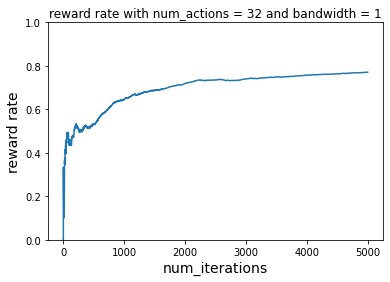 reward rate with num_actions = 32 and bandwidth = 1
1.0
0.8
0.6
0.4
0.2
0.0
reward rate
0 1000 2000 3000 4000 5000
num_iterations